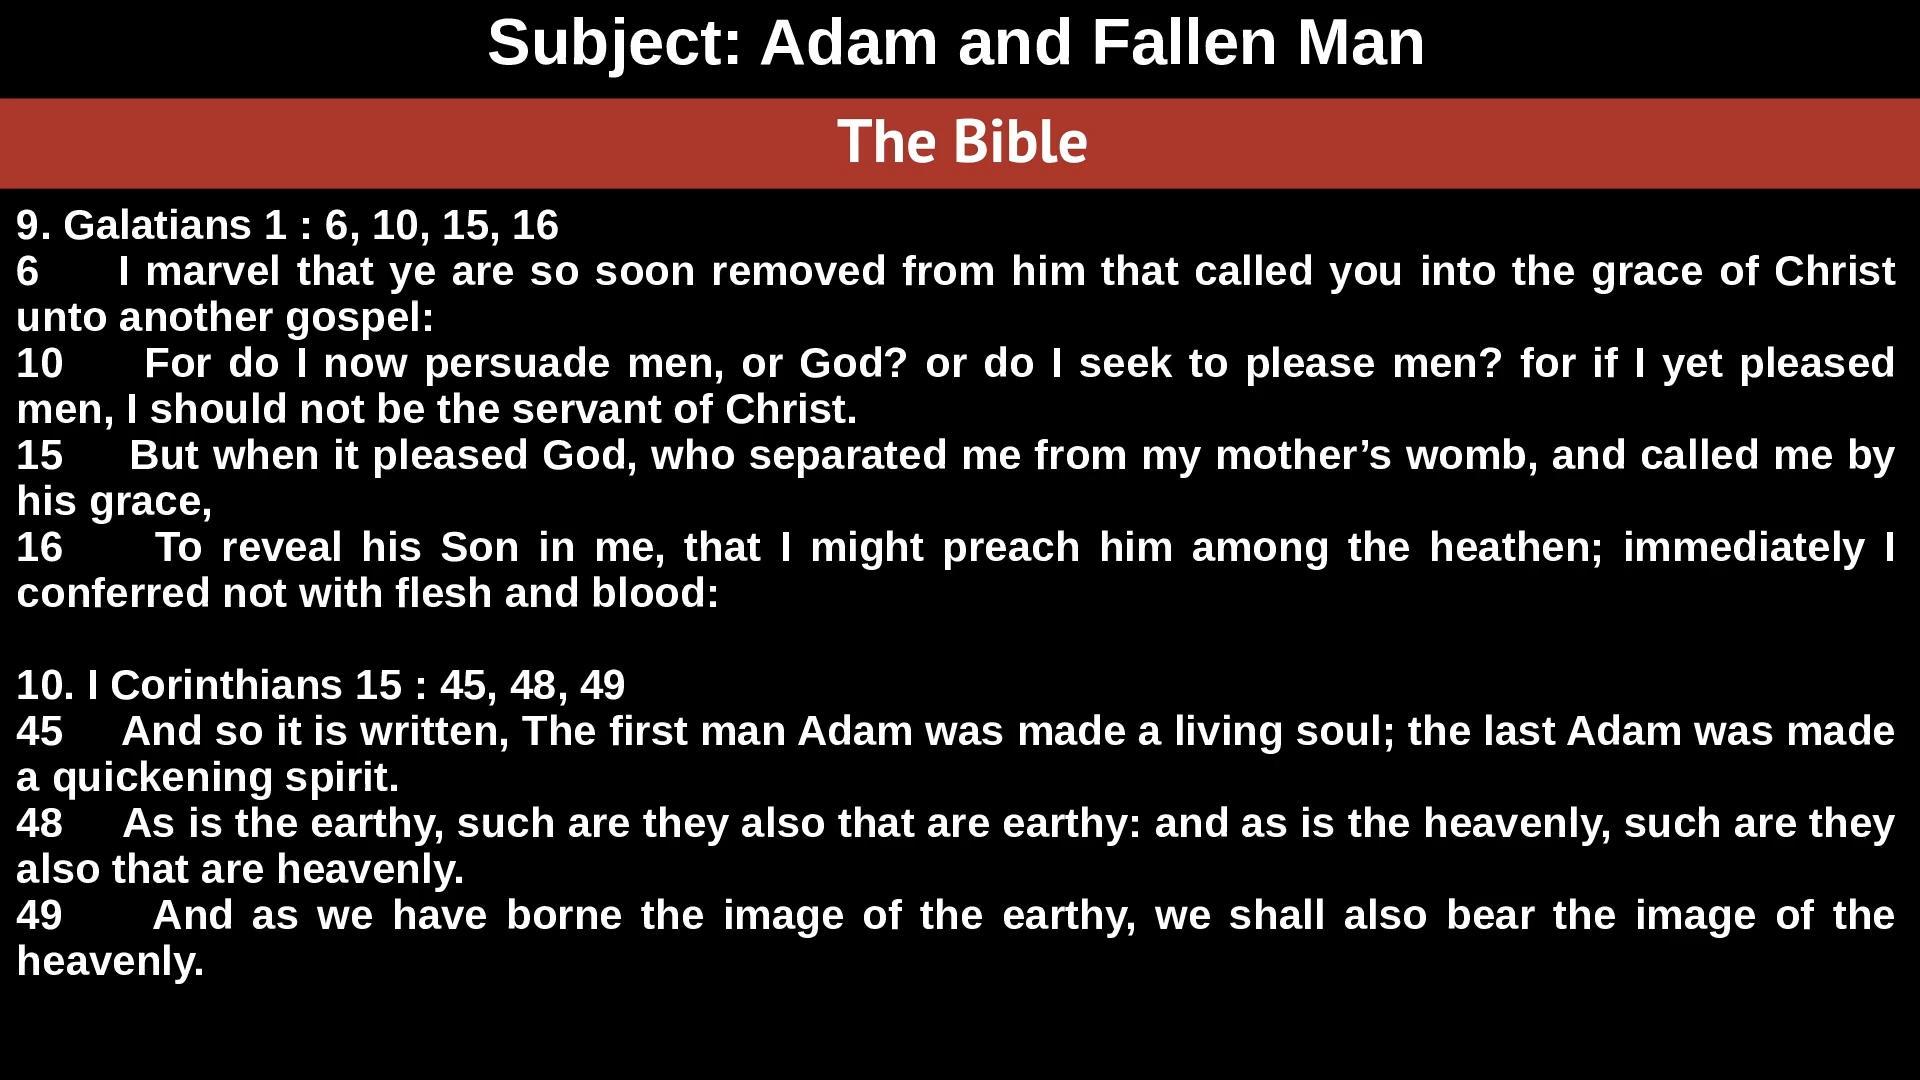 Subject: Adam and Fallen Man
The Bible
9. Galatians 1 : 6, 10, 15, 16
6 I marvel that ye are so soon removed from him that called you into the grace of Christ
unto another gospel:
10 For do I now persuade men, or God? or do I seek to please men? for if I yet pleased
men, I should not be the servant of Christ.
15 But when it pleased God, who separated me from my mother’s womb, and called me by
his grace,
16 To reveal his Son in me, that I might preach him among the heathen; immediately I
conferred not with flesh and blood:
10. I Corinthians 15 : 45, 48, 49
45 And so it is written, The first man Adam was made a living soul; the last Adam was made
a quickening spirit.
48 As is the earthy, such are they also that are earthy: and as is the heavenly, such are they
also that are heavenly.
49 And as we have borne the image of the earthy, we shall also bear the image of the
heavenly.